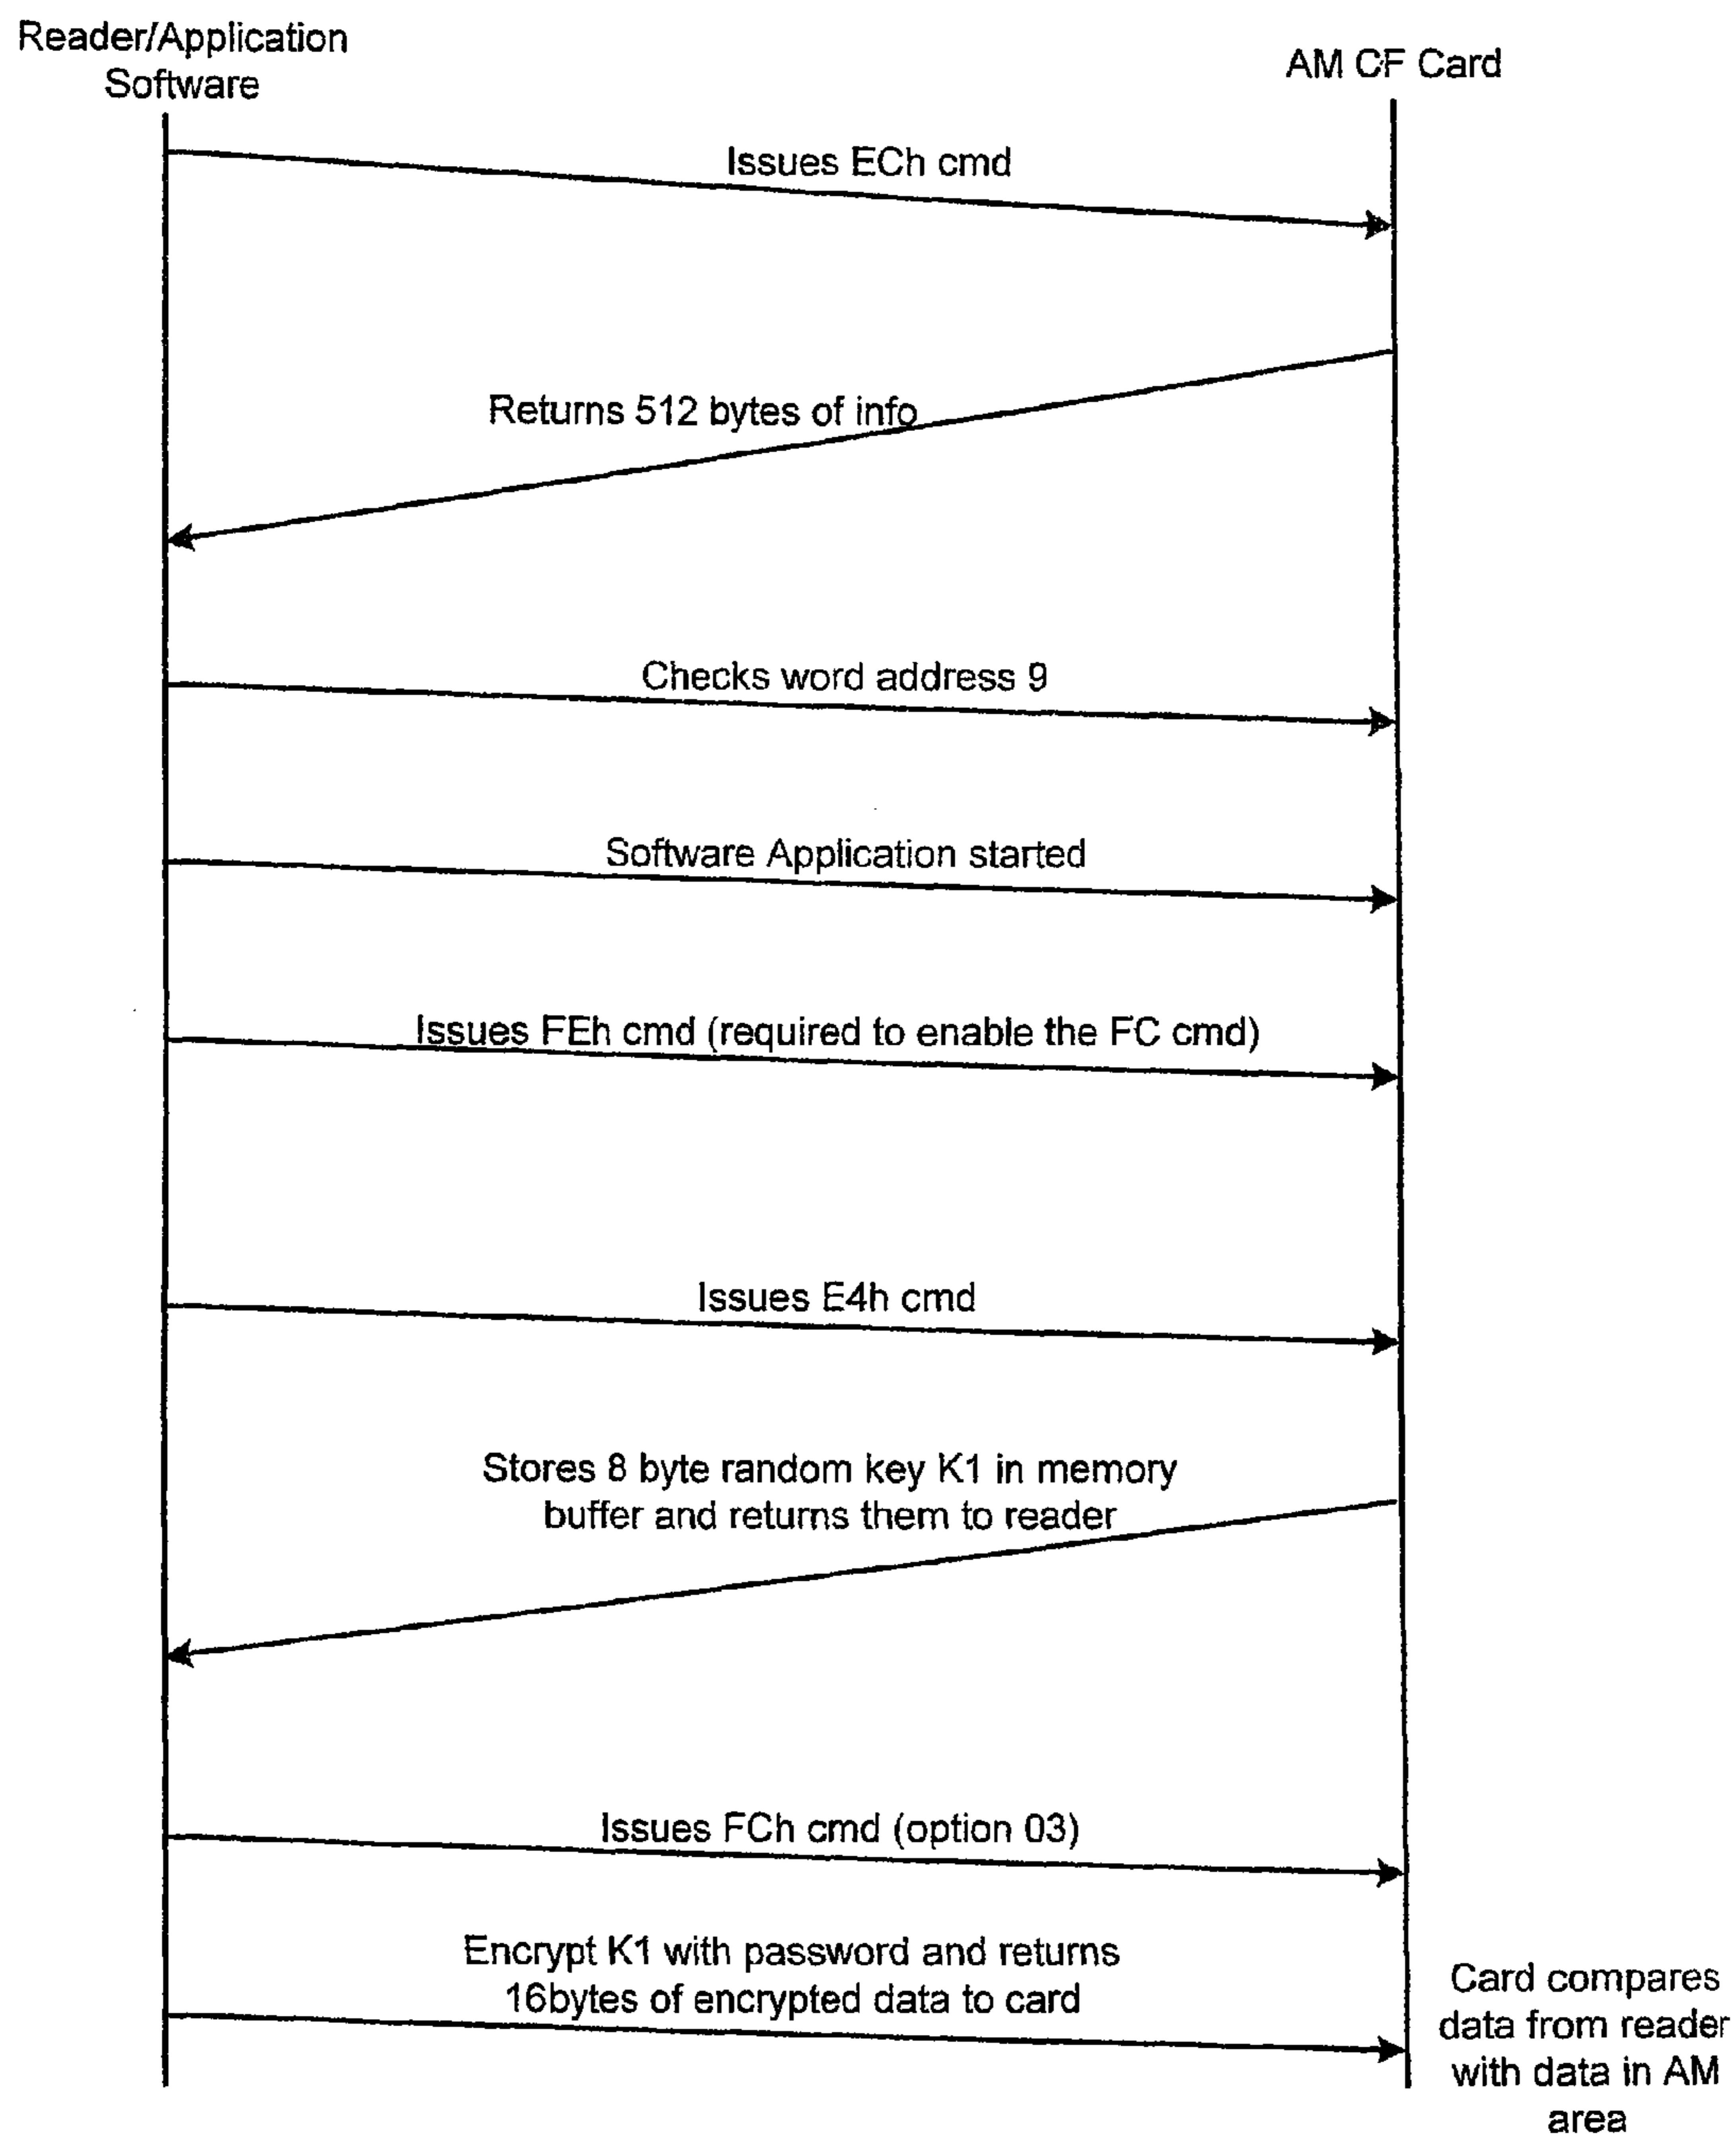 Reader/Application
Software
AM CF Card
Issues ECh cmd
Returns 512 bytes of info
Checks word address 9
Software Application started
Issues FEh cmd (required to enable the FC cmd)
Issues E4h cmd
Stores 8 byte random key K1 in memory
buffer and returns them to reader
Issues FCh cmd (option 03)
Encrypt K1 with password and returns
16bytes of encrypted data to card
Card compares
data from reader
with data in AM
area